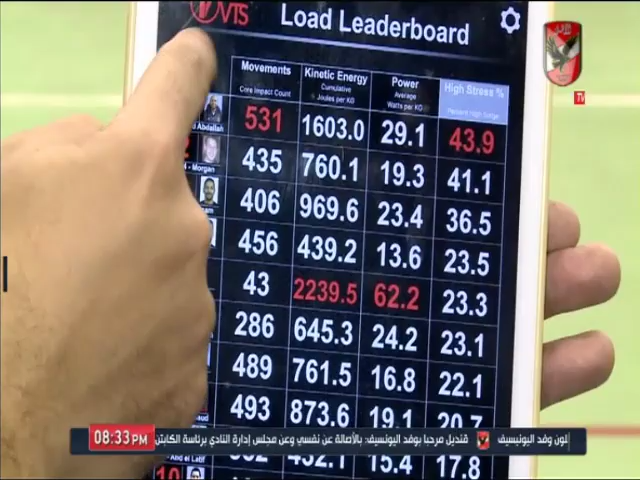 VTS
Load Leaderboard
Movements Core Impact Count Kinetic Energy Cumulative Joules per KG Power Average Watts per KG High Stress %
Abdallah 531 1603.0 29.1 43.9
- Morgan 435 760.1 19.3 41.1
406 969.6 23.4 36.5
456 439.2 13.6 23.5
43 2239.5 62.2 23.3
286 645.3 24.2 23.1
489 761.5 16.8 22.1
493 873.6 19.1 20.7
15.4 17.8
10
TV
08:33 PM
قنديل مرحبا بوفد اليونسيف: بالأصالة عن نفسي وعن مجلس إدارة النادي برئاسة الكابتن
وفد اليونيسيف